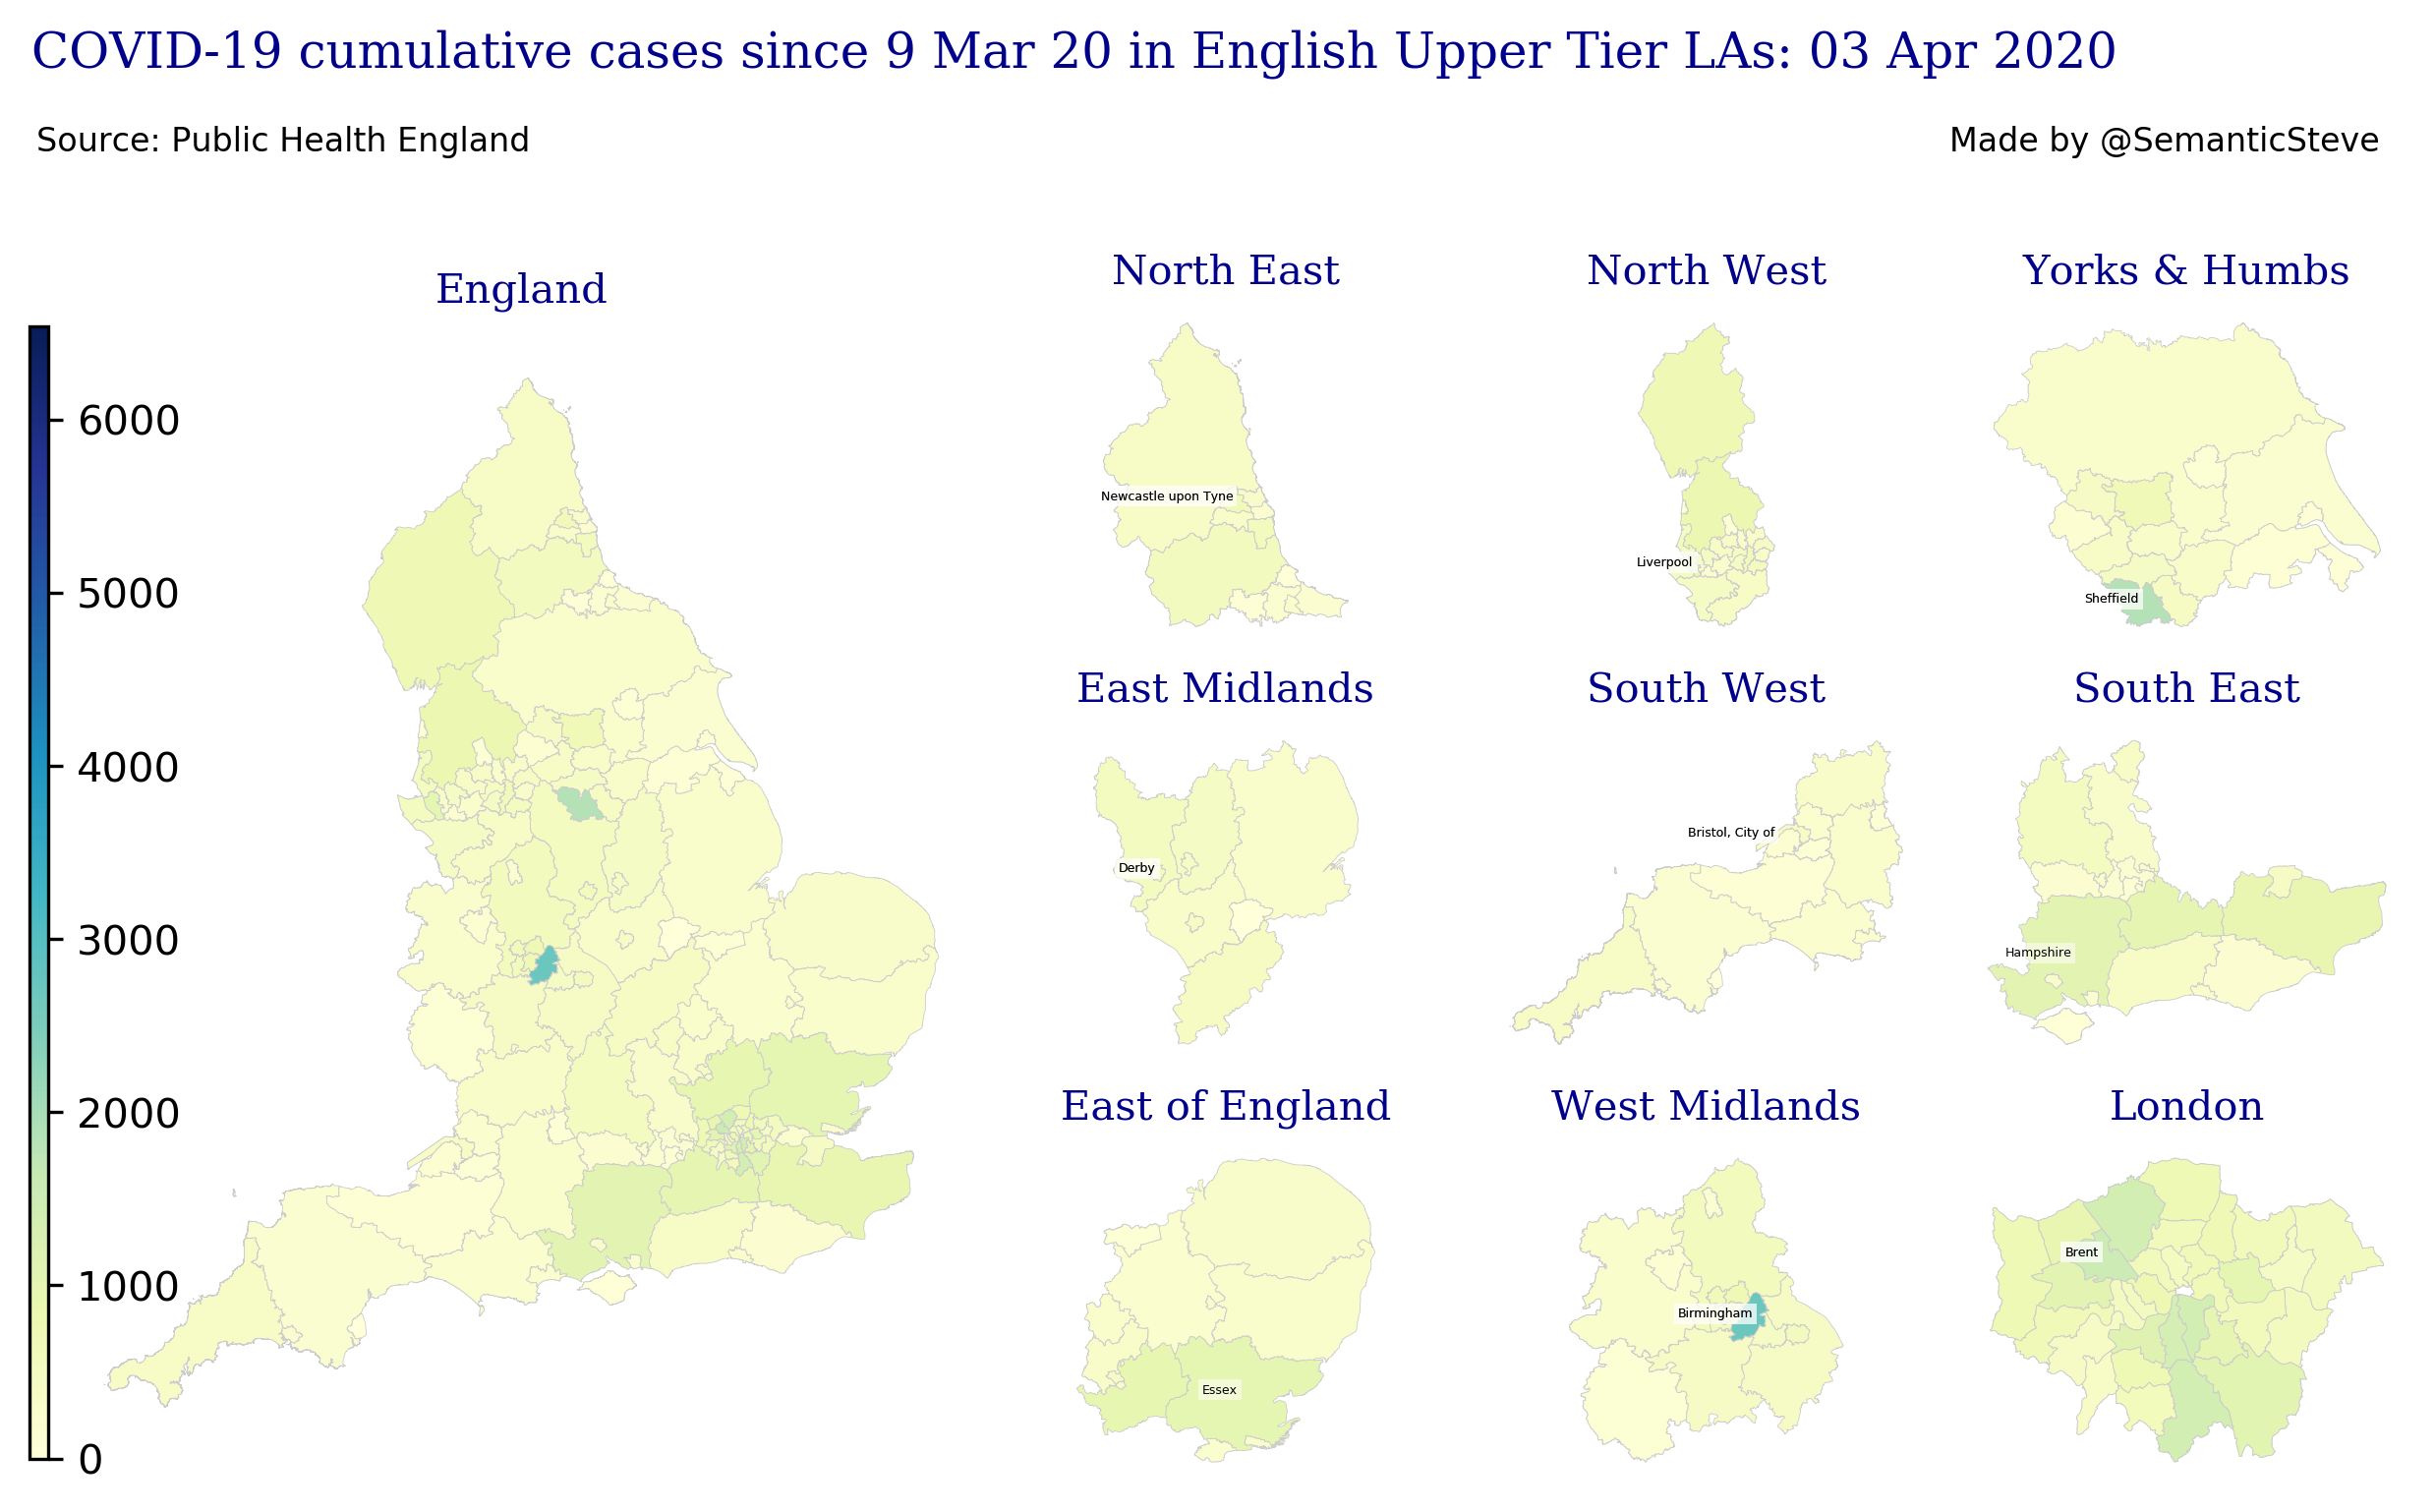 COVID-19 cumulative cases since 9 Mar 20 in English Upper Tier LAs: 03 Apr 2020
Source: Public Health England
Made by @SemanticSteve
England
6000
5000
4000
3000
2000
1000
0
North East
Newcastle upon Tyne
North West
Liverpool
Yorks & Humbs
Sheffield
East Midlands
Derby
South West
Bristol, City of
South East
Hampshire
East of England
Essex
West Midlands
Birmingham
London
Brent